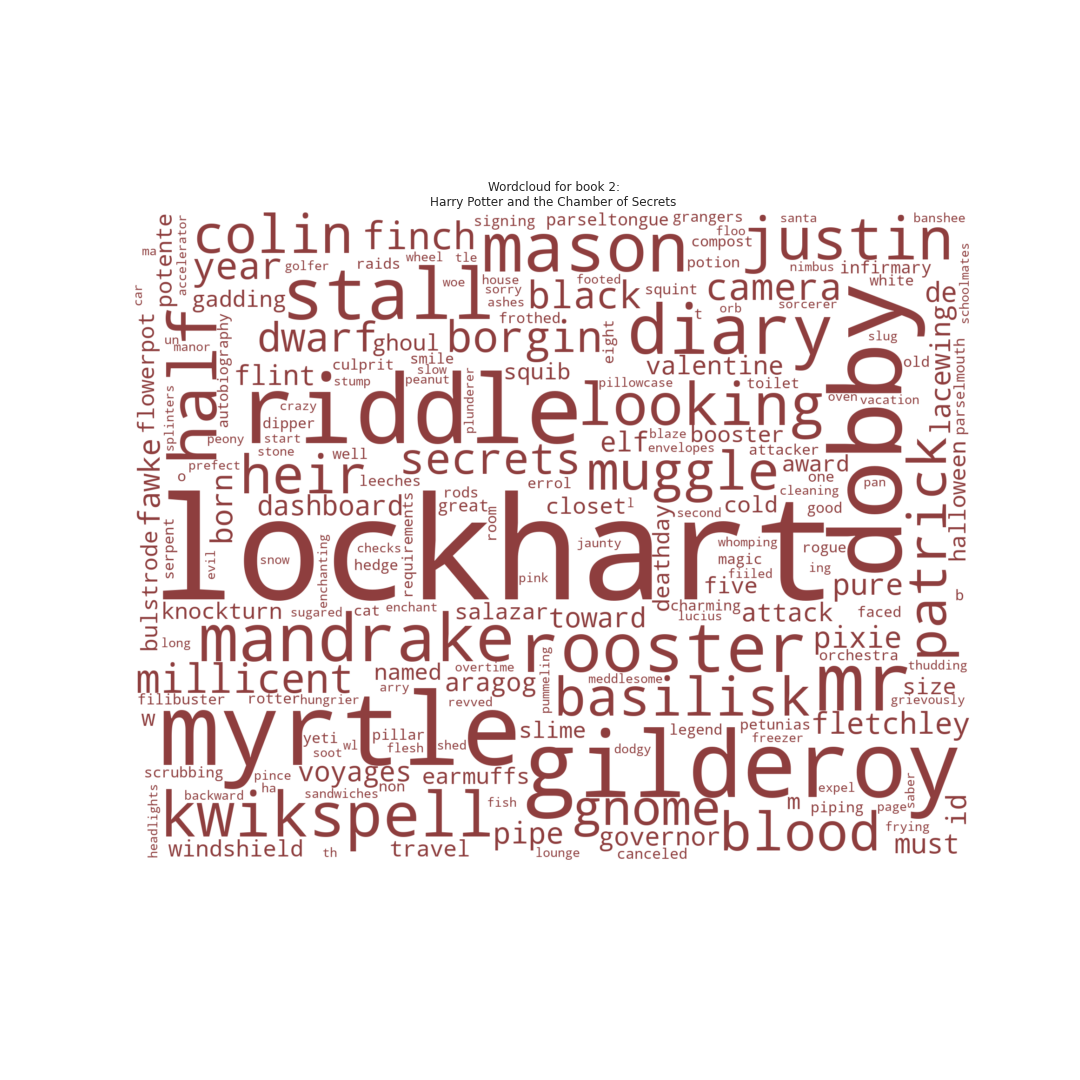 Wordcloud for book 2:
Harry Potter and the Chamber of Secrets
ma
potente
accelerator
colin
finch
signing
parseltongue
grangers
santa
banshee
floo
mason
compost
justin
year
golfer
raids
wheel
tle
potion
nimbus
infirmary
schoolmates
car
gadding
stall
woe
house
footed
sorry
ashes
black
squint
camera
white
sorcerer
de
orb
t
frothed
borgin
dwarf
ghoul
eight
diary
dobby
slug
lacewing
un
manor
half
flowerpot
autobiography
culprit
smile
slow
peanut
stump
flint
squib
valentine
old
pillowcase
toilet
oven
vacation
parselmouth
splinters
crazy
dipper
start
riddle
plunderer
looking
peony
stone
well
secrets
elf
blaze
booster
envelopes
attacker
patrick
halloween
fawke
prefect
o
heir
leeches
errol
muggle
award
one
pan
cleaning
born
dashboard
requirements
rods
great
room
closet
l
deathday
second
cold
good
serpent
evil
lockhart
snow
enchanting
checks
hedge
jaunty
pink
whomping
magic
rogue
fiiled
ing
five
pure
bulstrode
knockturn
sugared
cat
enchant
salazar
toward
charming
lucius
attack
faced
b
long
mandrake
rooster
pixie
orchestra
millicent
named
arry
overtime
aragog
revved
pummeling
meddlesome
basilisk
mr
thudding
size
grievously
filibuster
rotter
hungrier
w
myrtle
yeti
soot
wl
pillar
flesh
shed
slime
legend
petunias
freezer
fletchley
dodgy
gilderoy
scrubbing
pince
ha
backward
voyages
sandwiches
non
earmuffs
expel
saber
headlights
kwikspell
fish
gnome
m
piping
page
id
pipe
governor
blood
frying
windshield
th
travel
lounge
canceled
must